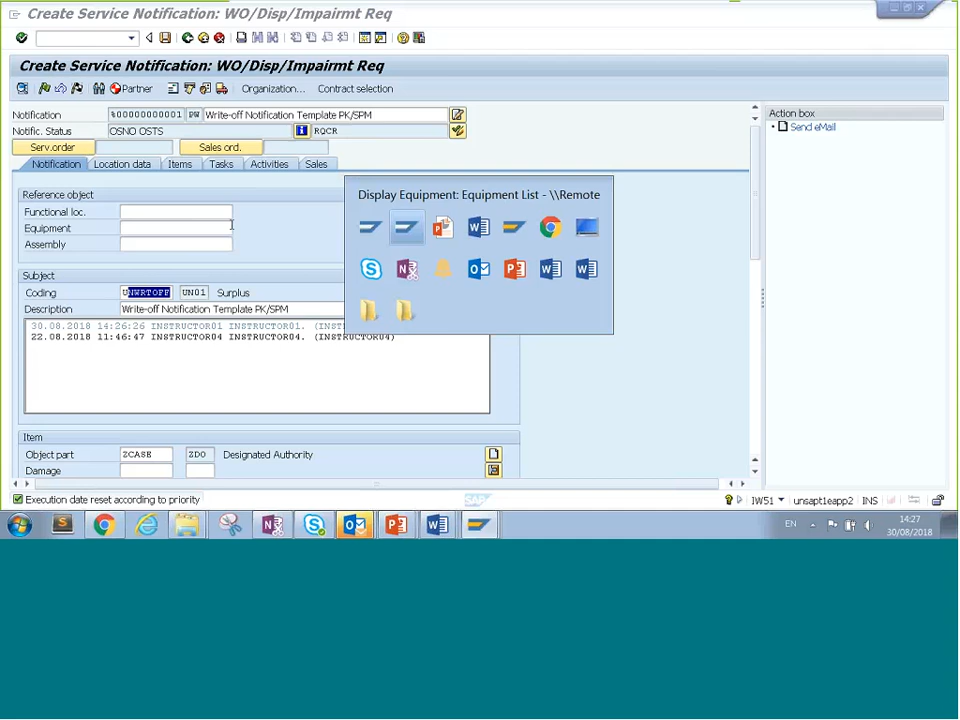 Create Service Notification: WO/Disp/Impairmt Req
Create Service Notification: WO/Disp/Impairmt Req
Partner Organization... Contract selection
Notification %00000000001 PW Write-off Notification Template PK/SPM
Notific. Status OSNO OSTS RQCR
Serv.order Sales ord.
Notification Location data Items Tasks Activities Sales
Reference object
Functional loc.
Equipment
Assembly
Subject
Coding UNWRTOFF UN01 Surplus
Description Write-off Notification Template PK/SPM
30.08.2018 14:26:26 INSTRUCTOR01 INSTRUCTOR01. (INSTRUCTOR01)
22.08.2018 11:46:47 INSTRUCTOR04 INSTRUCTOR04. (INSTRUCTOR04)
Item
Object part ZCASE ZDO Designated Authority
Damage
Display Equipment: Equipment List - \\Remote
Action box
Send eMail
Execution date reset according to priority
SAP
IW51 unsapt1eapp2 INS
EN
14:27
30/08/2018